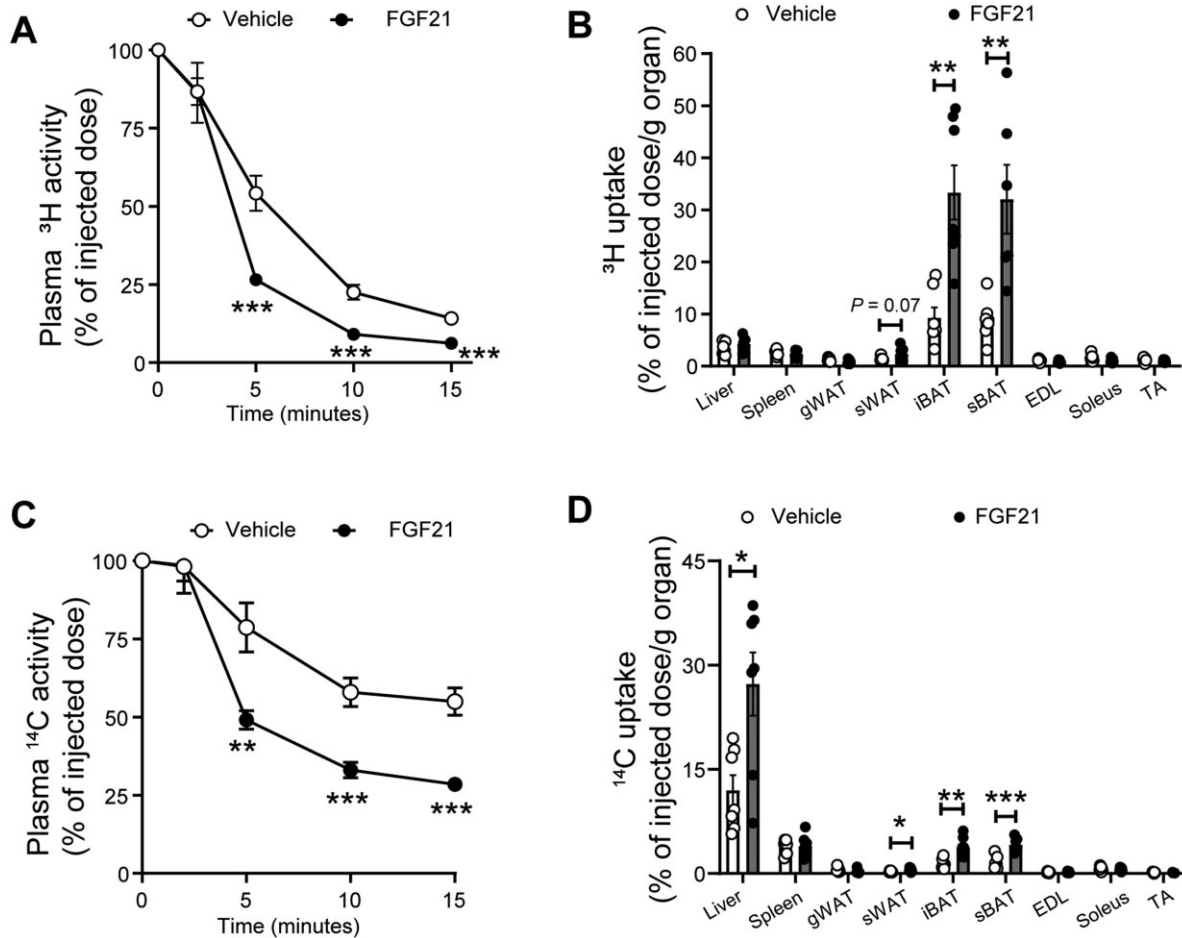 A
Vehicle
FGF21
Plasma ³H activity
(% of injected dose)
100
75
50
25
0
***
***
***
0
5
10
15
Time (minutes)
B
Vehicle
FGF21
³H uptake
(% of injected dose/g organ)
60
50
40
30
20
10
0
P = 0.07
**
**
Liver
Spleen
gWAT
sWAT
iBAT
sBAT
EDL
Soleus
TA
C
Vehicle
FGF21
Plasma ¹⁴C activity
(% of injected dose)
100
75
50
25
0
**
***
***
0
5
10
15
Time (minutes)
D
Vehicle
FGF21
¹⁴C uptake
(% of injected dose/g organ)
45
30
15
0
*
*
**
***
Liver
Spleen
gWAT
sWAT
iBAT
sBAT
EDL
Soleus
TA